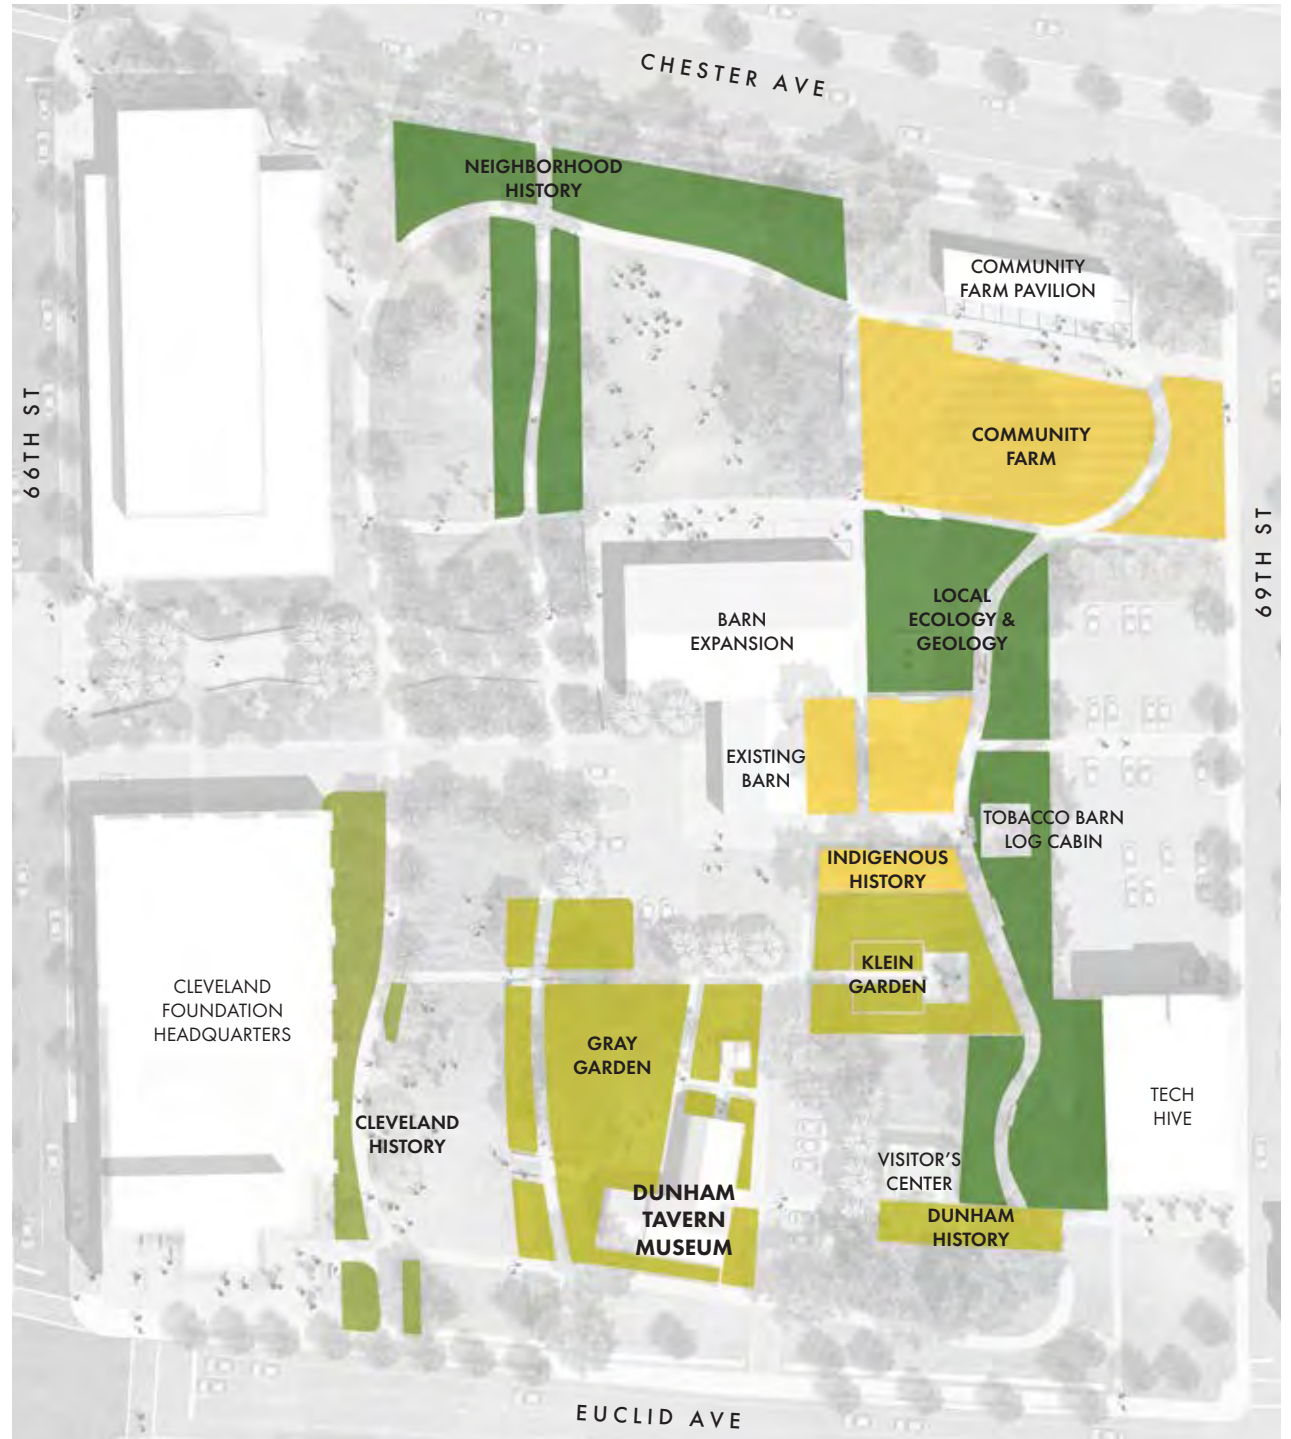 CHESTER AVE
NEIGHBORHOOD
HISTORY
COMMUNITY
FARM PAVILION
66TH ST
COMMUNITY
FARM
69TH ST
LOCAL
ECOLOGY &
GEOLOGY
BARN
EXPANSION
EXISTING
BARN
TOBACCO BARN
LOG CABIN
INDIGENOUS
HISTORY
KLEIN
GARDEN
CLEVELAND
FOUNDATION
HEADQUARTERS
GRAY
GARDEN
CLEVELAND
HISTORY
TECH
HIVE
VISITOR'S
CENTER
DUNHAM
TAVERN
MUSEUM
DUNHAM
HISTORY
EUCLID AVE